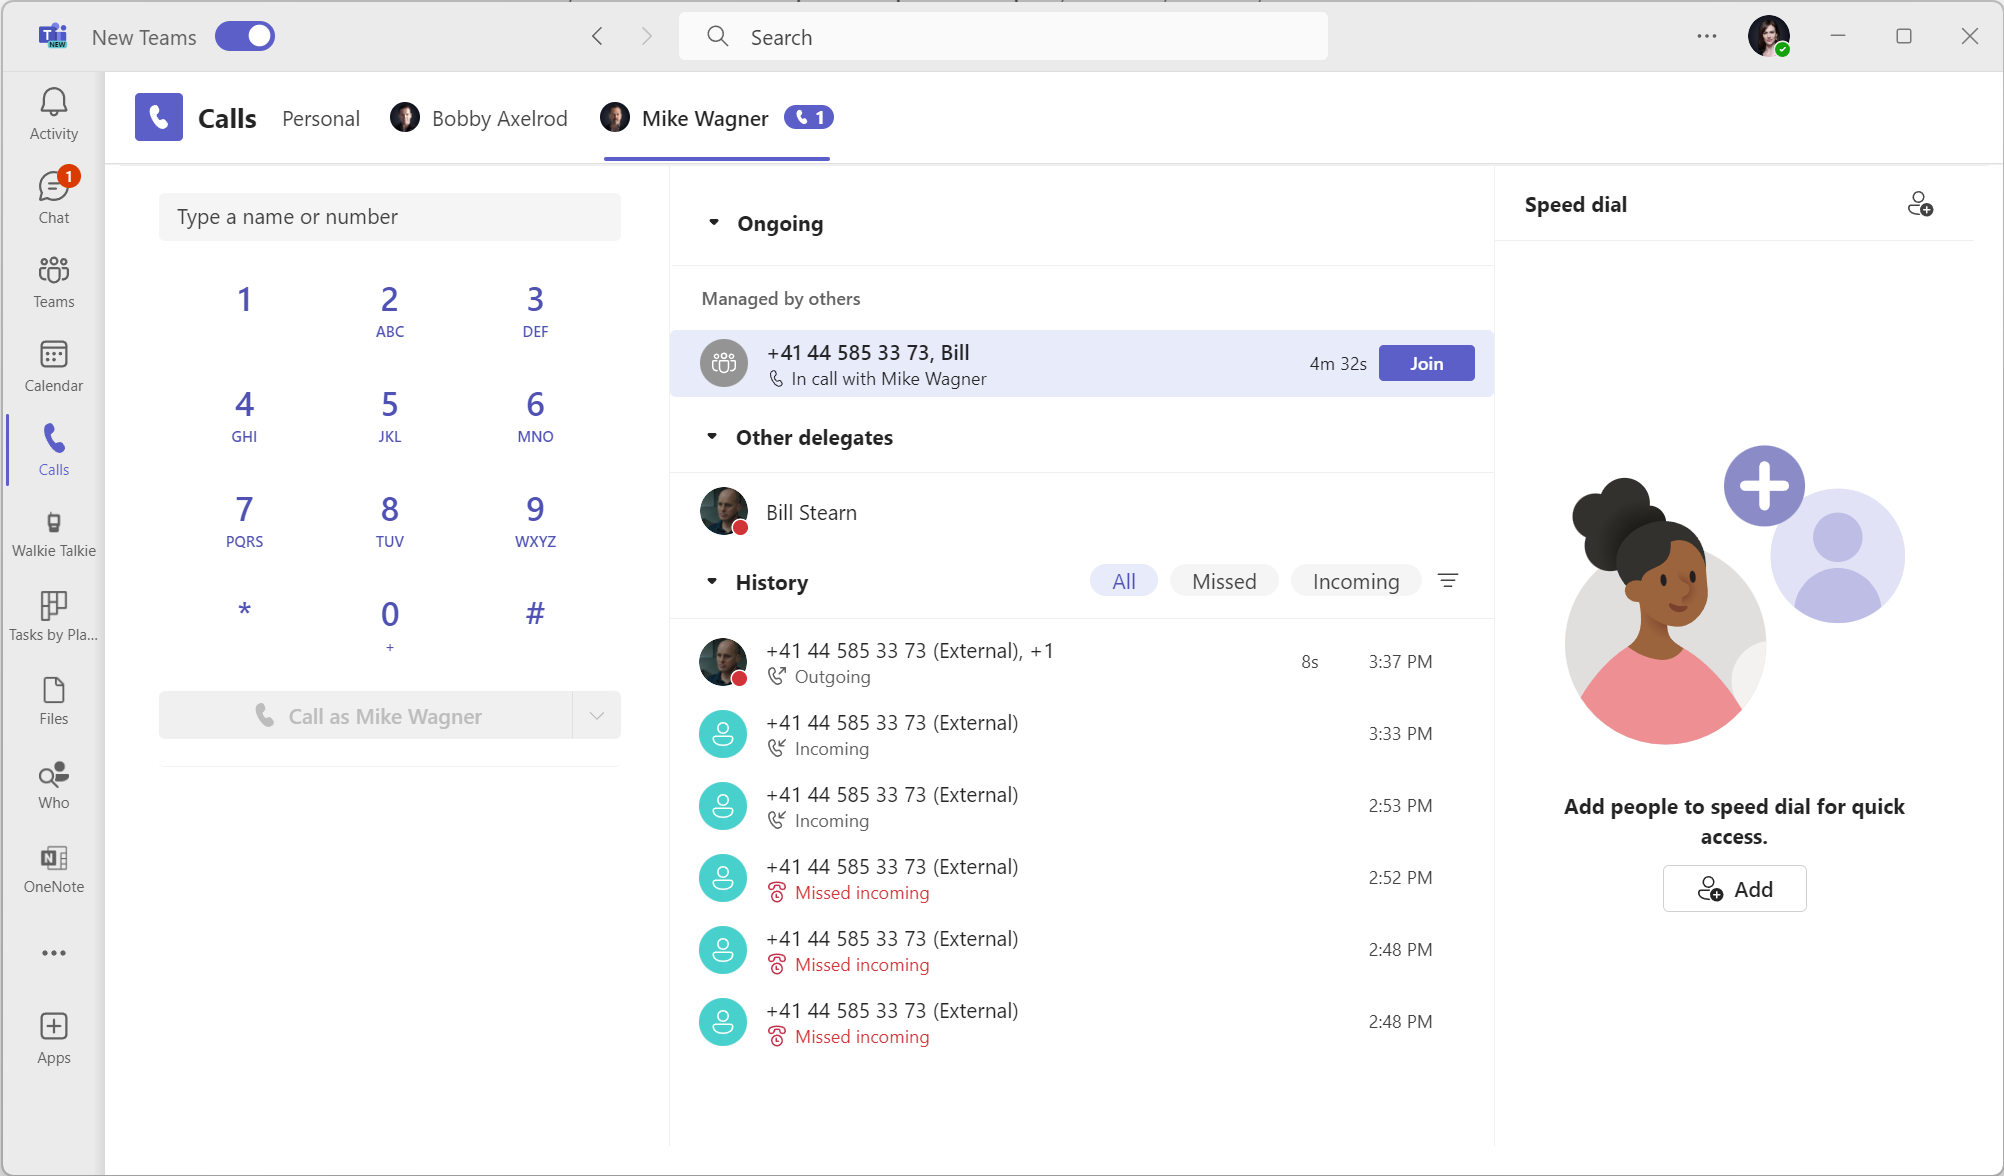 New Teams
Search
Activity
1
Chat
Teams
Calendar
Calls
Walkie Talkie
Tasks by Pla...
Files
Who
OneNote
Apps
Calls
Personal
Bobby Axelrod
Mike Wagner
1
Type a name or number
1
2
ABC
3
DEF
4
GHI
5
JKL
6
MNO
7
PQRS
8
TUV
9
WXYZ
*
0
+
#
Call as Mike Wagner
Ongoing
Managed by others
+41 44 585 33 73, Bill
In call with Mike Wagner
4m 32s
Join
Other delegates
Bill Stearn
History
All
Missed
Incoming
+41 44 585 33 73 (External), +1
Outgoing
8s
3:37 PM
+41 44 585 33 73 (External)
Incoming
3:33 PM
+41 44 585 33 73 (External)
Incoming
2:53 PM
+41 44 585 33 73 (External)
Missed incoming
2:52 PM
+41 44 585 33 73 (External)
Missed incoming
2:48 PM
+41 44 585 33 73 (External)
Missed incoming
2:48 PM
Speed dial
Add people to speed dial for quick
access.
Add